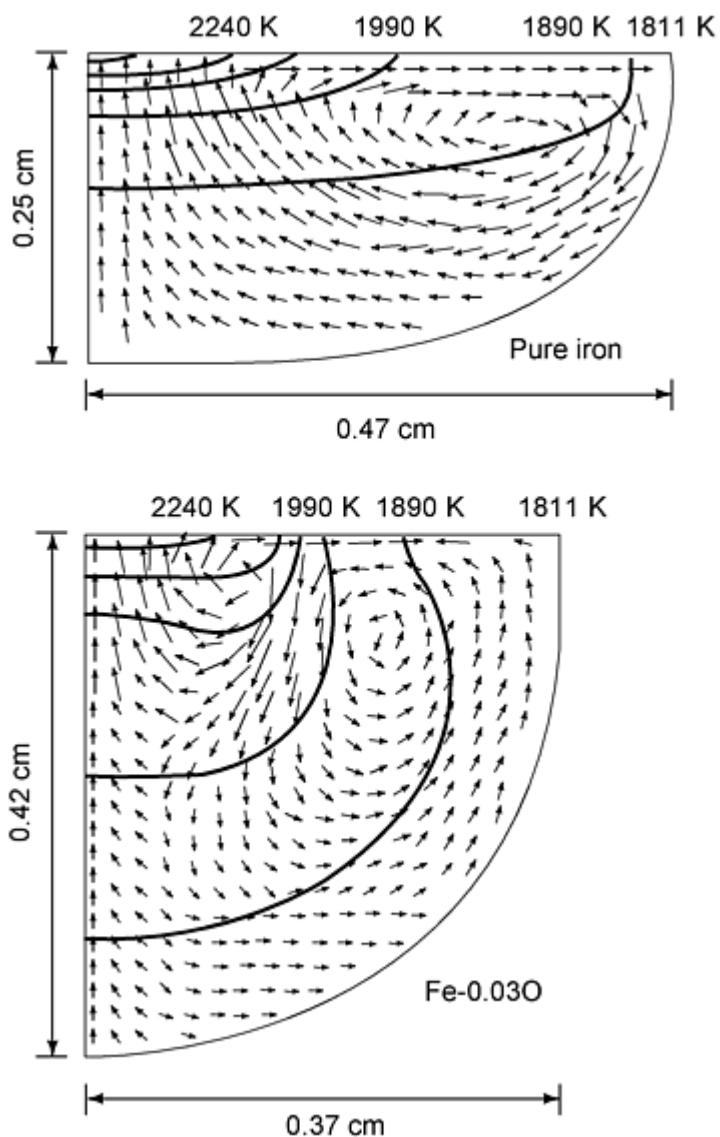 2240 K 1990 K 1890 K 1811 K
0.25 cm
Pure iron
0.47 cm
2240 K 1990 K 1890 K 1811 K
0.42 cm
Fe-0.03O
0.37 cm